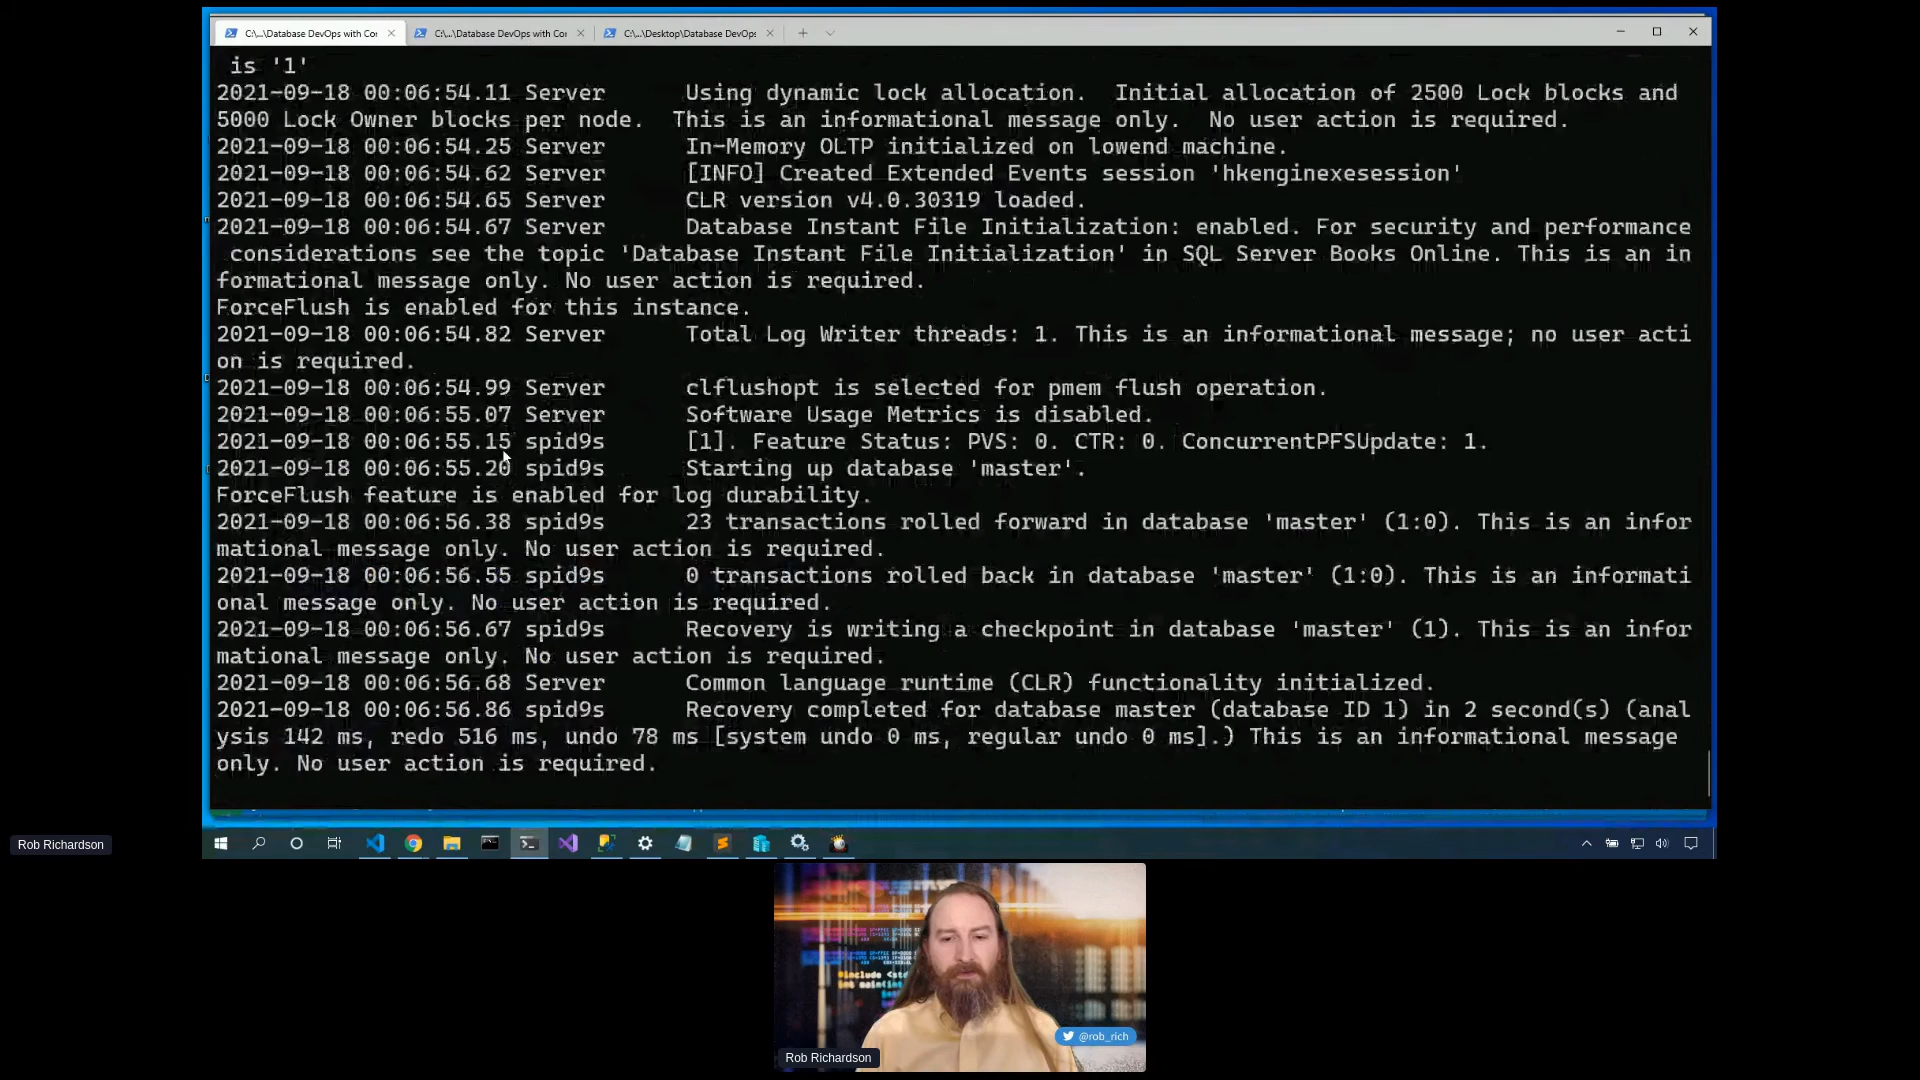 C:\...\Database DevOps with Cor
C:\...\Database DevOps with Cor
C:\...\Desktop\Database DevOps
is '1'
2021-09-18 00:06:54.11 Server      Using dynamic lock allocation.  Initial allocation of 2500 Lock blocks and
5000 Lock Owner blocks per node.  This is an informational message only.  No user action is required.
2021-09-18 00:06:54.25 Server      In-Memory OLTP initialized on lowend machine.
2021-09-18 00:06:54.62 Server      [INFO] Created Extended Events session 'hkenginexesession'
2021-09-18 00:06:54.65 Server      CLR version v4.0.30319 loaded.
2021-09-18 00:06:54.67 Server      Database Instant File Initialization: enabled. For security and performance
considerations see the topic 'Database Instant File Initialization' in SQL Server Books Online. This is an in
formational message only. No user action is required.
ForceFlush is enabled for this instance.
2021-09-18 00:06:54.82 Server      Total Log Writer threads: 1. This is an informational message; no user acti
on is required.
2021-09-18 00:06:54.99 Server      clflushopt is selected for pmem flush operation.
2021-09-18 00:06:55.07 Server      Software Usage Metrics is disabled.
2021-09-18 00:06:55.15 spid9s      [1]. Feature Status: PVS: 0. CTR: 0. ConcurrentPFSUpdate: 1.
2021-09-18 00:06:55.20 spid9s      Starting up database 'master'.
ForceFlush feature is enabled for log durability.
2021-09-18 00:06:56.38 spid9s      23 transactions rolled forward in database 'master' (1:0). This is an infor
mational message only. No user action is required.
2021-09-18 00:06:56.55 spid9s      0 transactions rolled back in database 'master' (1:0). This is an informati
onal message only. No user action is required.
2021-09-18 00:06:56.67 spid9s      Recovery is writing a checkpoint in database 'master' (1). This is an infor
mational message only. No user action is required.
2021-09-18 00:06:56.68 Server      Common language runtime (CLR) functionality initialized.
2021-09-18 00:06:56.86 spid9s      Recovery completed for database master (database ID 1) in 2 second(s) (anal
ysis 142 ms, redo 516 ms, undo 78 ms [system undo 0 ms, regular undo 0 ms].) This is an informational message
only. No user action is required.
Rob Richardson
#include <std
int main(int
@rob_rich
Rob Richardson